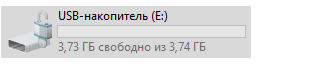 USB-накопитель (E:)
3,73 ГБ свободно из 3,74 ГБ